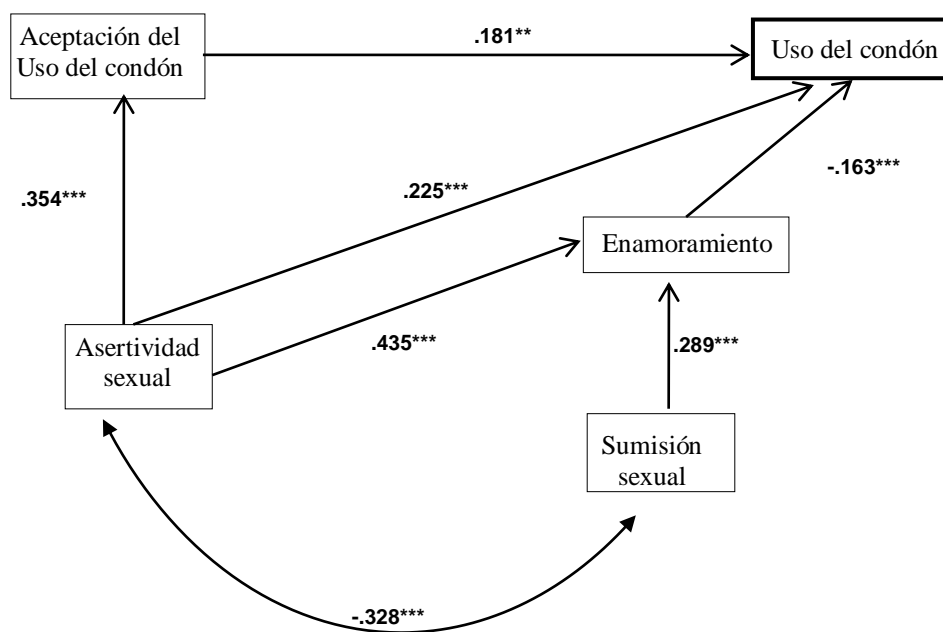 Aceptación del
Uso del condón
.181**
Uso del condón
.354***
.225***
-.163***
Enamoramiento
Asertividad
sexual
.435***
.289***
Sumisión
sexual
-.328***